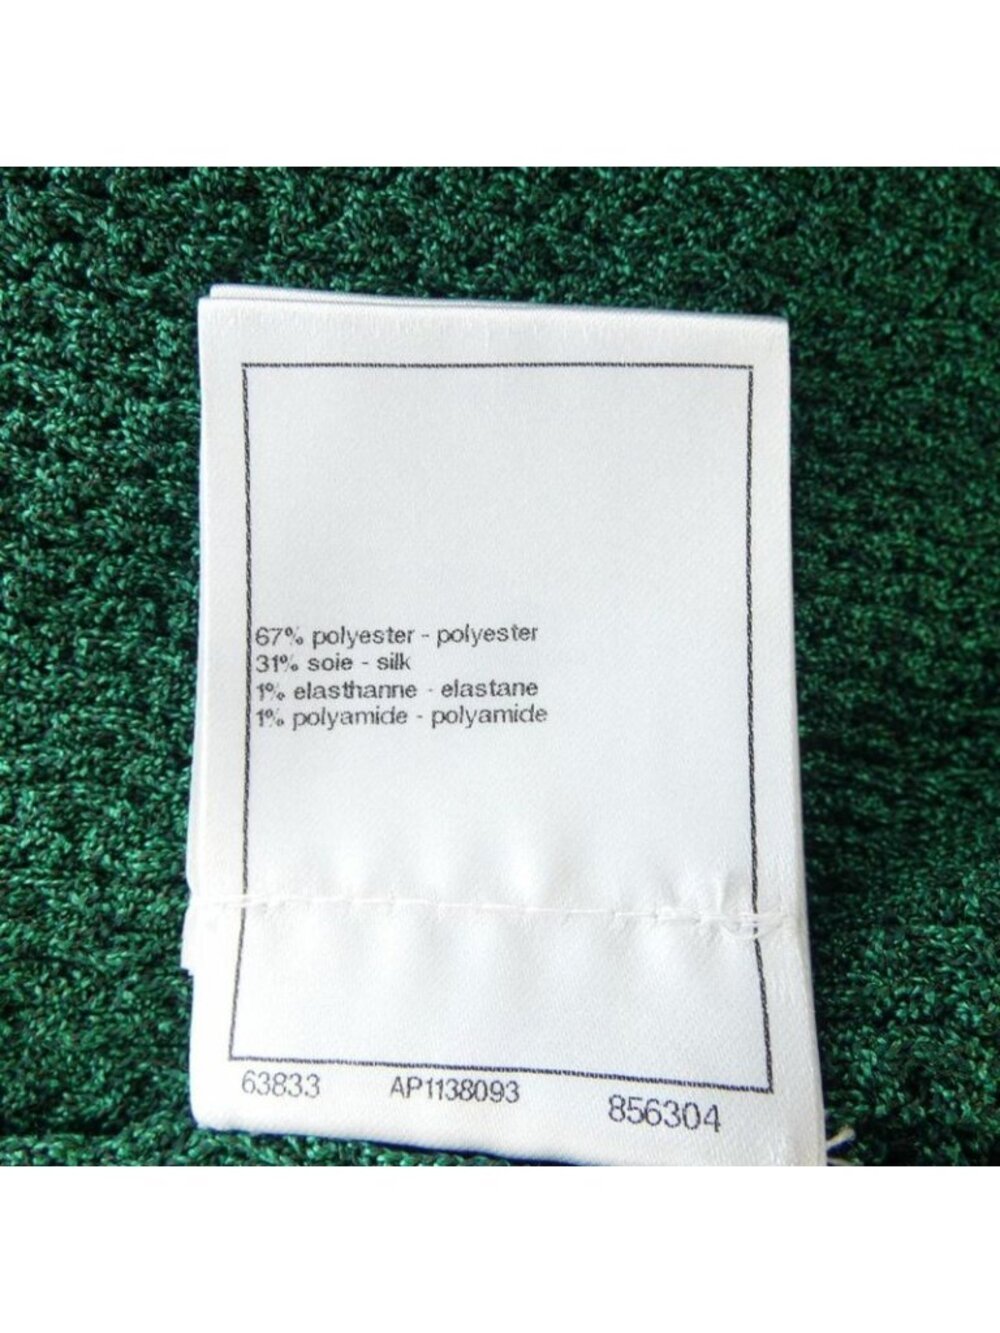 67% polyester - polyester
31% soie - silk
1% elasthanne - elastane
1% polyamide - polyamide
63833 AP1138093 856304